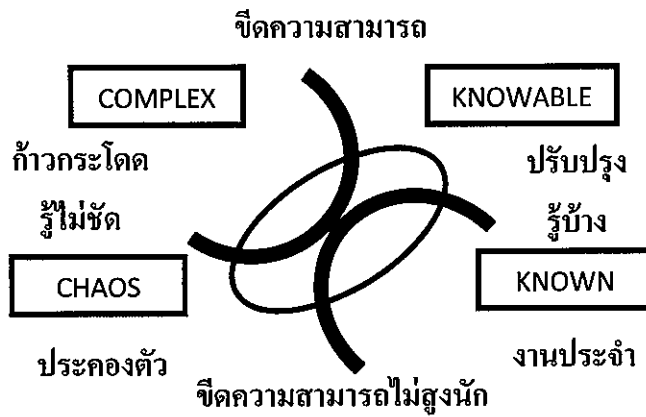 ขีดความสามารถ
COMPLEX
KNOWABLE
ก้าวกระโดด
ปรับปรุง
รู้ไม่ชัด
รู้บ้าง
CHAOS
KNOWN
ประคองตัว
งานประจำ
ขีดความสามารถไม่สูงนัก